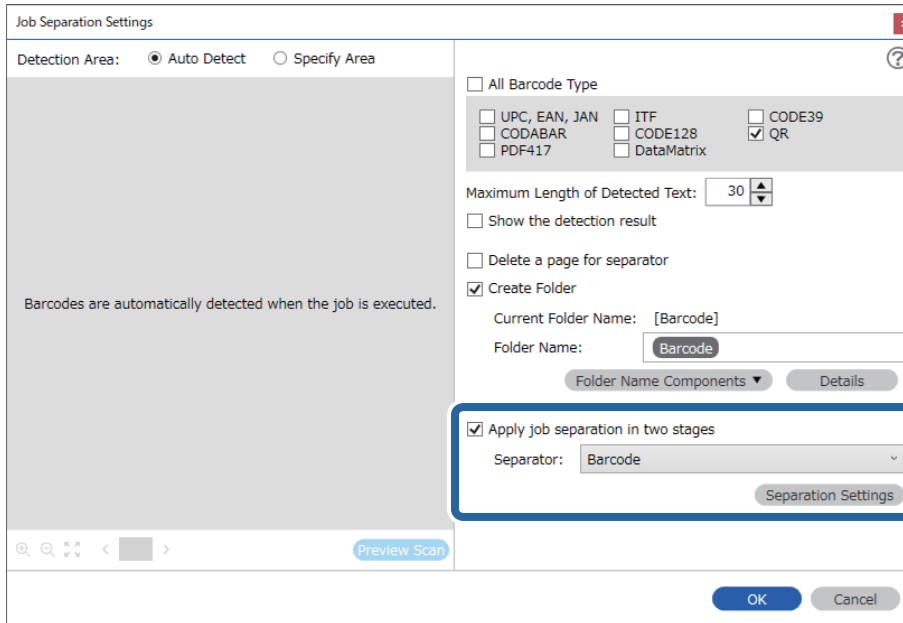 Job Separation Settings
Detection Area: Auto Detect Specify Area
?
All Barcode Type
UPC, EAN, JAN ITF CODE39
CODABAR CODE128 QR
PDF417 DataMatrix
Maximum Length of Detected Text: 30
Show the detection result
Delete a page for separator
Barcodes are automatically detected when the job is executed.
Create Folder
Current Folder Name: [Barcode]
Folder Name: Barcode
Folder Name Components ▼ Details
Apply job separation in two stages
Separator: Barcode
Separation Settings
Preview Scan
OK Cancel